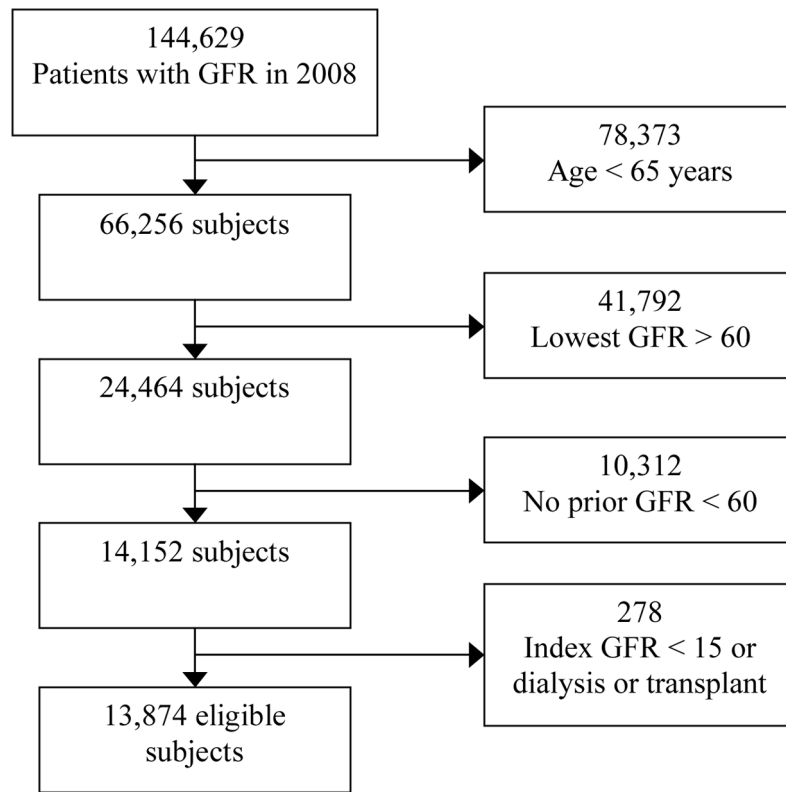 144,629
Patients with GFR in 2008
78,373
Age < 65 years
66,256 subjects
41,792
Lowest GFR > 60
24,464 subjects
10,312
No prior GFR < 60
14,152 subjects
278
Index GFR < 15 or
dialysis or transplant
13,874 eligible
subjects